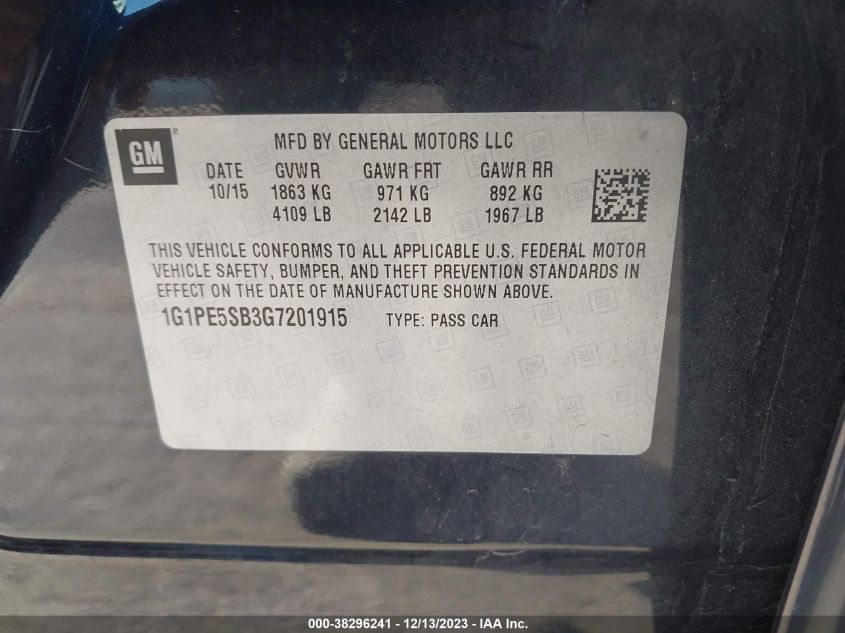 GM
MFD BY GENERAL MOTORS LLC
DATE GVWR GAWR FRT GAWR RR
10/15 1863 KG 971 KG 892 KG
4109 LB 2142 LB 1967 LB
THIS VEHICLE CONFORMS TO ALL APPLICABLE U.S. FEDERAL MOTOR
VEHICLE SAFETY, BUMPER, AND THEFT PREVENTION STANDARDS IN
EFFECT ON THE DATE OF MANUFACTURE SHOWN ABOVE.
1G1PE5SB3G7201915 TYPE: PASS CAR
000-38296241 - 12/13/2023 - IAA Inc.